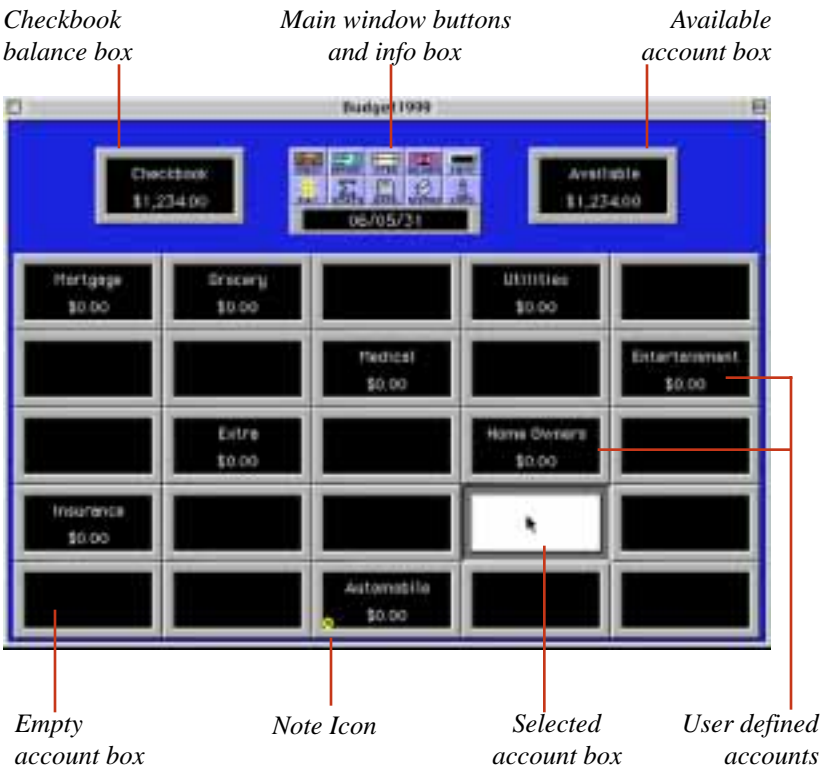 Checkbook
balance box
Main window buttons
and info box
Available
account box
Budget1999
Checkbook
$1,234.00
06/05/31
Available
$1,234.00
Mortgage
$0.00
Grocery
$0.00
Utilities
$0.00
Medical
$0.00
Entertainment
$0.00
Extra
$0.00
Home Owners
$0.00
Insurance
$0.00
Automobile
$0.00
Empty
account box
Note Icon
Selected
account box
User defined
accounts